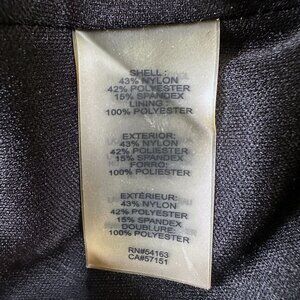 SHELL :
43% NYLON
42% POLYESTER
15% SPANDEX
LINING :
100% POLYESTER
EXTERIOR:
43% NYLON
42% POLIESTER
15% SPANDEX
FORRO:
100% POLIESTER
EXTÉRIEUR:
43% NYLON
42% POLYESTER
15% SPANDEX
DOUBLURE:
100% POLYESTER
RN#54163
CA#57151